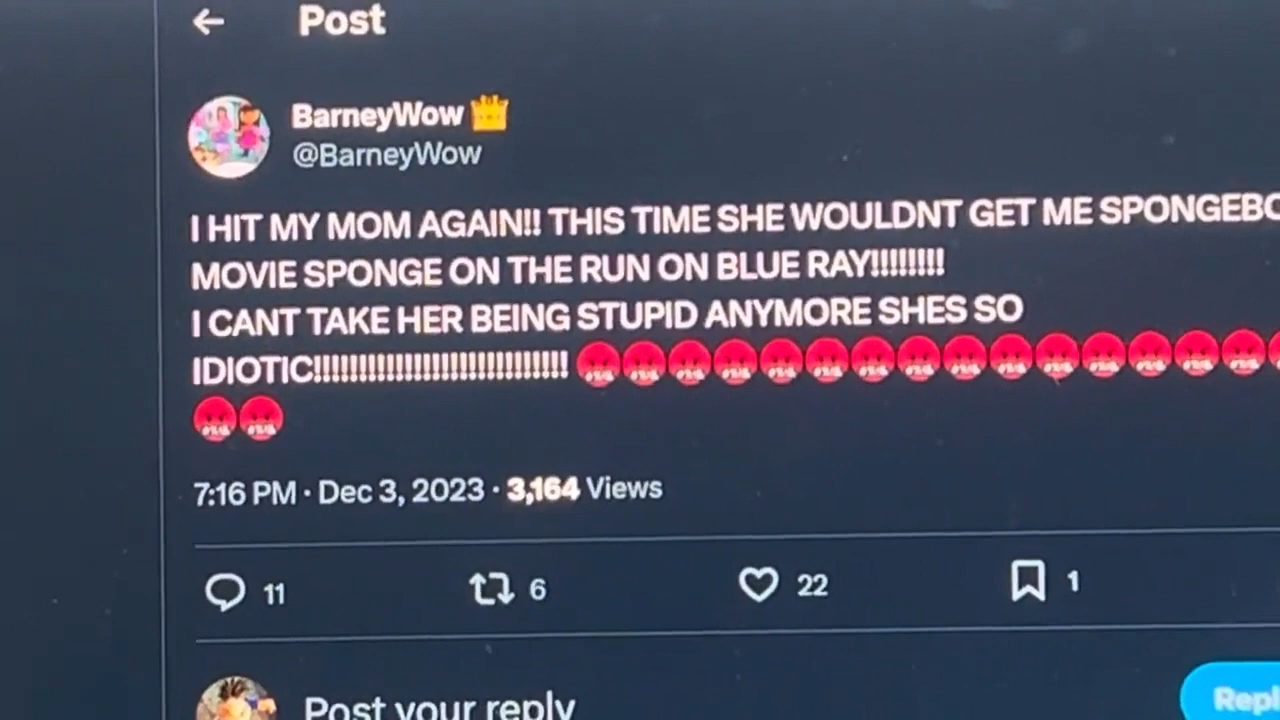 Post
BarneyWow 👑
@BarneyWow
I HIT MY MOM AGAIN!! THIS TIME SHE WOULDNT GET ME SPONGEBO
MOVIE SPONGE ON THE RUN ON BLUE RAY!!!!!!!!
I CANT TAKE HER BEING STUPID ANYMORE SHES SO
IDIOTIC!!!!!!!!!!!!!!!!!!!!!!!!!!!!! 🤬🤬🤬🤬🤬🤬🤬🤬🤬🤬🤬🤬🤬🤬🤬🤬
🤬🤬
7:16 PM · Dec 3, 2023 · 3,164 Views
11 6 22 1
Post your reply
Repl